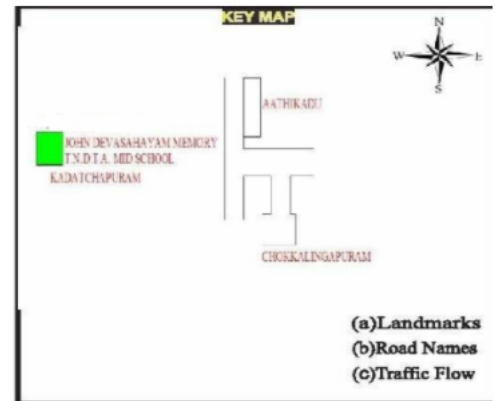 KEY MAP
N
W E
S
AATHIKADU
JOHN DEVASAHAYAM MEMORY
T.N.D.T.A. MID SCHOOL
KADATCHAPURAM
CHOKKALINGAPURAM
(a)Landmarks
(b)Road Names
(c)Traffic Flow